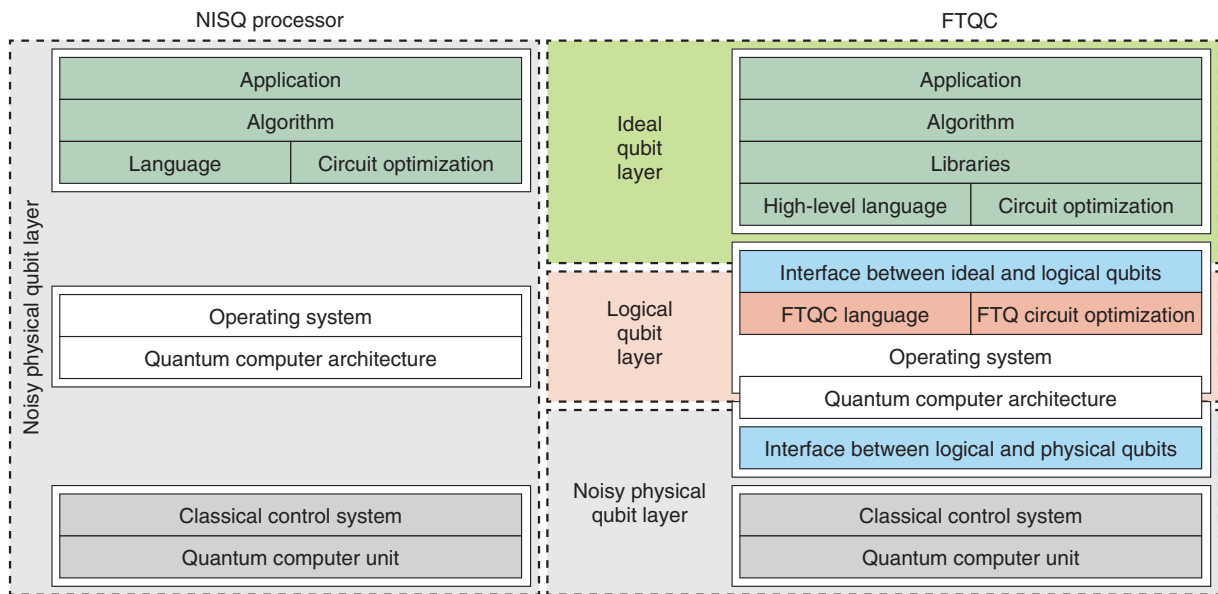 NISQ processor
Noisy physical qubit layer
Application
Algorithm
Language
Circuit optimization
Operating system
Quantum computer architecture
Classical control system
Quantum computer unit
FTQC
Ideal
qubit
layer
Application
Algorithm
Libraries
High-level language
Circuit optimization
Interface between ideal and logical qubits
Logical
qubit
layer
FTQC language
FTQ circuit optimization
Operating system
Quantum computer architecture
Interface between logical and physical qubits
Noisy physical
qubit layer
Classical control system
Quantum computer unit